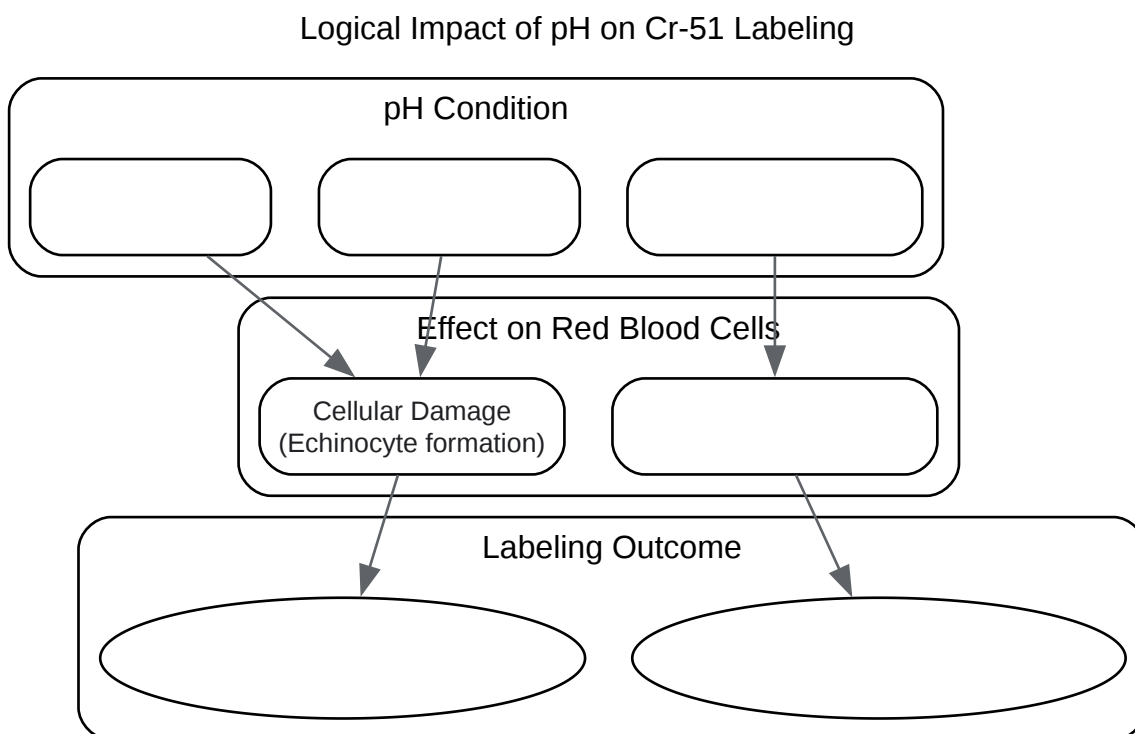 Logical Impact of pH on Cr-51 Labeling
pH Condition
Effect on Red Blood Cells
Cellular Damage
(Echinocyte formation)
Labeling Outcome